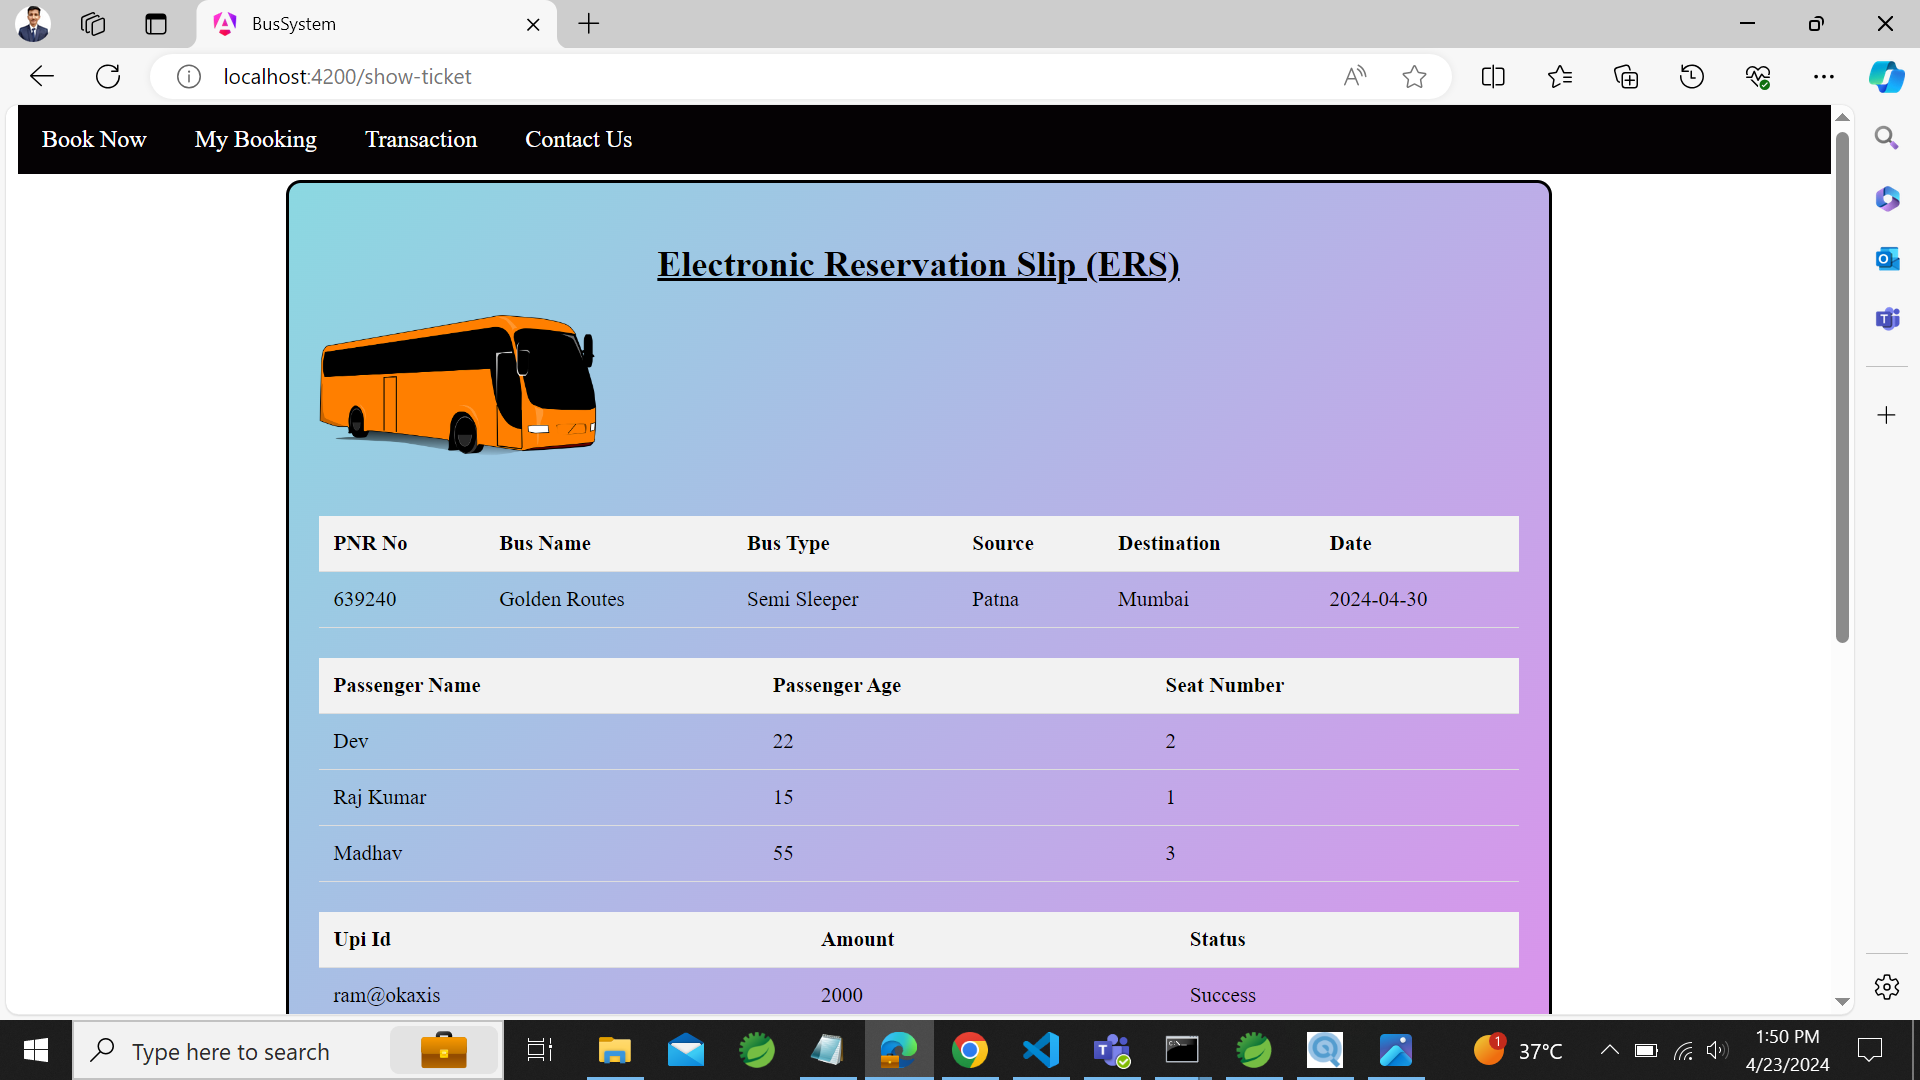 BusSystem
localhost:4200/show-ticket
Book Now My Booking Transaction Contact Us
Electronic Reservation Slip (ERS)
PNR No Bus Name Bus Type Source Destination Date
639240 Golden Routes Semi Sleeper Patna Mumbai 2024-04-30
Passenger Name Passenger Age Seat Number
Dev 22 2
Raj Kumar 15 1
Madhav 55 3
Upi Id Amount Status
ram@okaxis 2000 Success
Type here to search
1
37°C
1:50 PM
4/23/2024